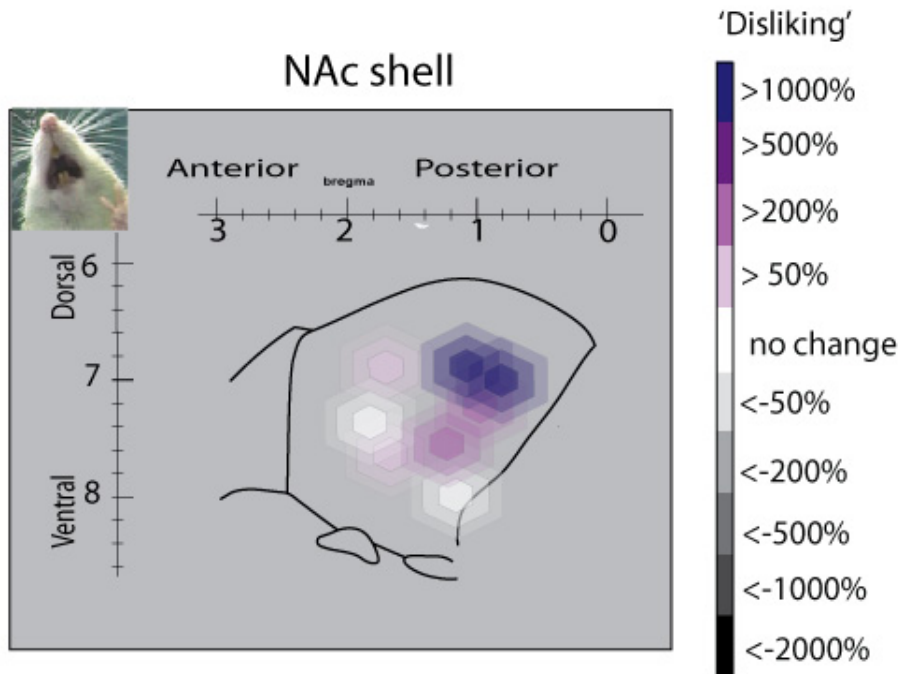 'Disliking'
NAc shell
Anterior
Posterior
bregma
3 2 1 0
Dorsal
6
7
Ventral
8
>1000%
>500%
>200%
> 50%
no change
<-50%
<-200%
<-500%
<-1000%
<-2000%